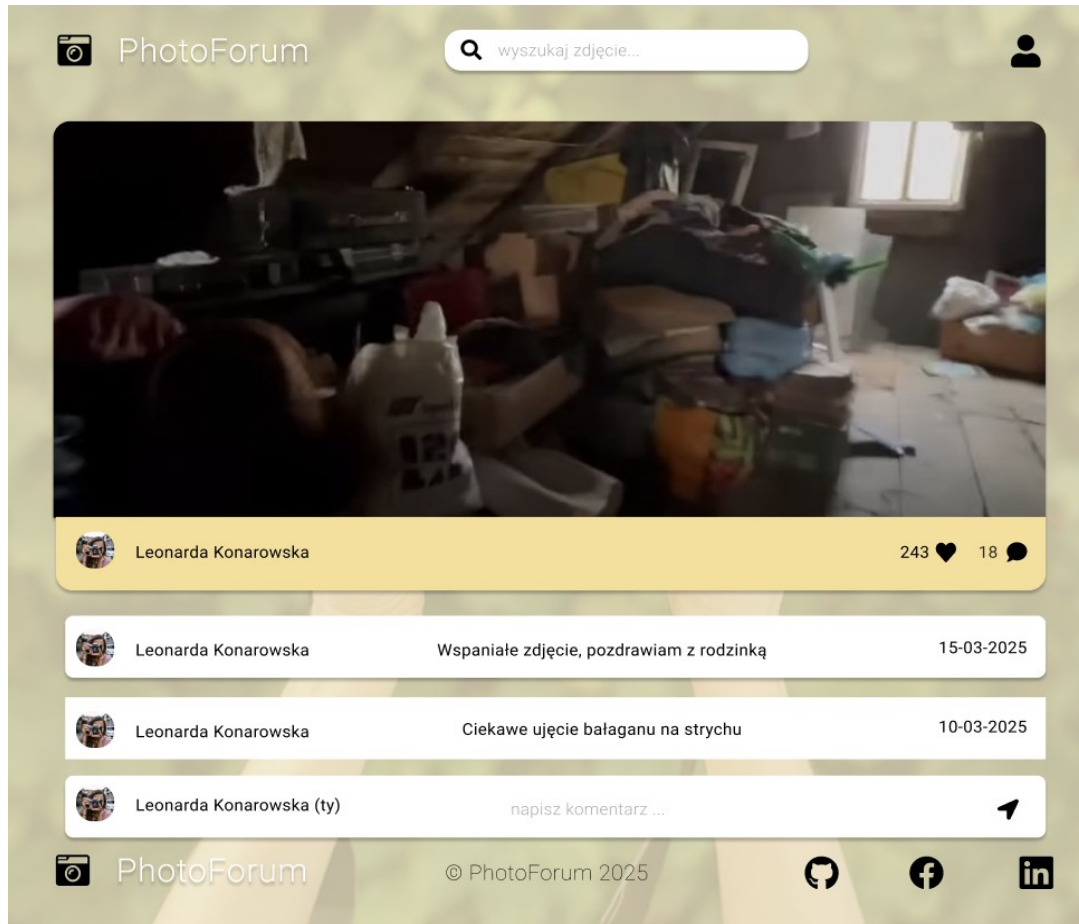 PhotoForum
wyszukaj zdjęcie...
Leonarda Konarowska
243
18
Leonarda Konarowska
Wspaniałe zdjęcie, pozdrawiam z rodzinką
15-03-2025
Leonarda Konarowska
Ciekawe ujęcie bałaganu na strychu
10-03-2025
Leonarda Konarowska (ty)
napisz komentarz ...
PhotoForum
© PhotoForum 2025
in